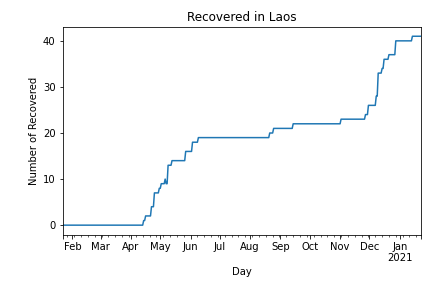 Recovered in Laos
Number of Recovered
40
30
20
10
0
Feb Mar Apr May Jun Jul Aug Sep Oct Nov Dec Jan
2021
Day